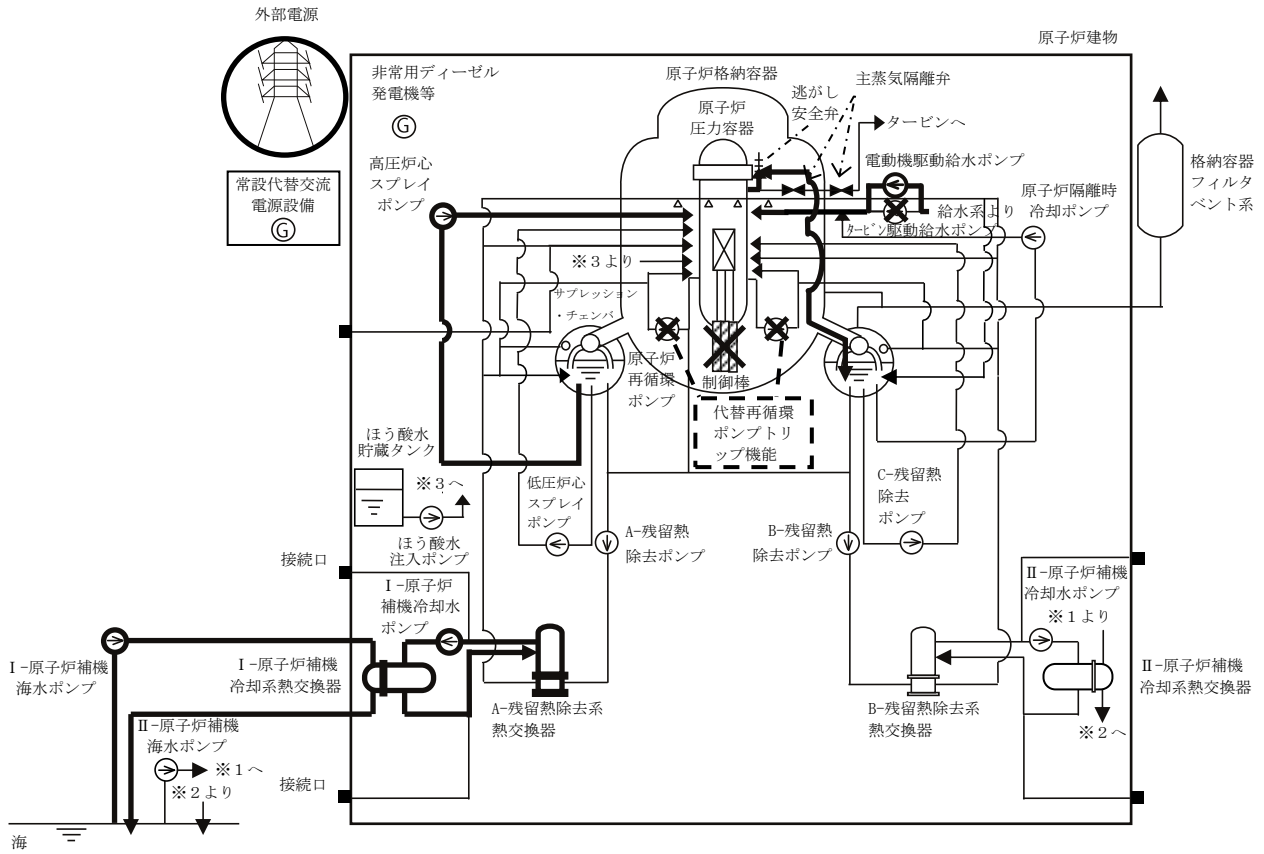 外部電源
原子炉建物
非常用ディーゼル
発電機等
G
原子炉格納容器
原子炉
圧力容器
逃がし
安全弁
主蒸気隔離弁
タービンへ
電動機駆動給水ポンプ
高圧炉心
スプレイ
ポンプ
常設代替交流
電源設備
G
原子炉隔離時
冷却ポンプ
格納容器
フィルタ
ベント系
給水系より
タービン駆動給水ポンプ
※3より
サプレッション
・チェンバ
原子炉
再循環
ポンプ
制御棒
代替再循環
ポンプトリ
ップ機能
ほう酸水
貯蔵タンク
※3へ
ほう酸水
注入ポンプ
低圧炉心
スプレイ
ポンプ
A-残留熱
除去ポンプ
B-残留熱
除去ポンプ
C-残留熱
除去
ポンプ
接続口
Ⅰ-原子炉
補機冷却水
ポンプ
Ⅱ-原子炉補機
冷却水ポンプ
※1より
Ⅰ-原子炉補機
海水ポンプ
Ⅰ-原子炉補機
冷却系熱交換器
Ⅱ-原子炉補機
冷却系熱交換器
A-残留熱除去系
熱交換器
B-残留熱除去系
熱交換器
※2へ
Ⅱ-原子炉補機
海水ポンプ
※1へ
※2より
接続口
海